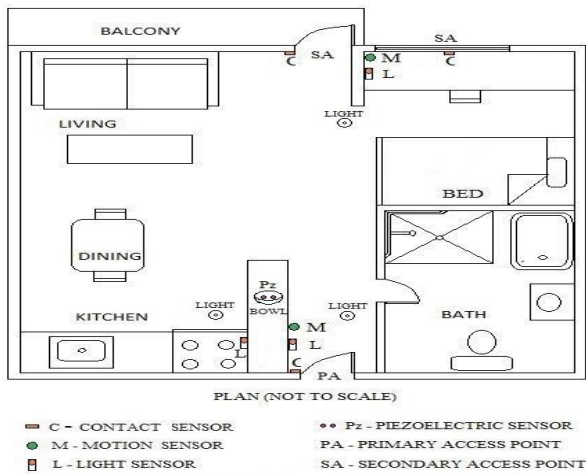 BALCONY
SA
SA
C
M
C
L
LIGHT
LIVING
BED
DINING
Pz
BOWL
LIGHT
LIGHT
KITCHEN
BATH
M
L
L
C
PA
PLAN (NOT TO SCALE)
C - CONTACT SENSOR
M - MOTION SENSOR
L - LIGHT SENSOR
Pz - PIEZOELECTRIC SENSOR
PA - PRIMARY ACCESS POINT
SA - SECONDARY ACCESS POINT